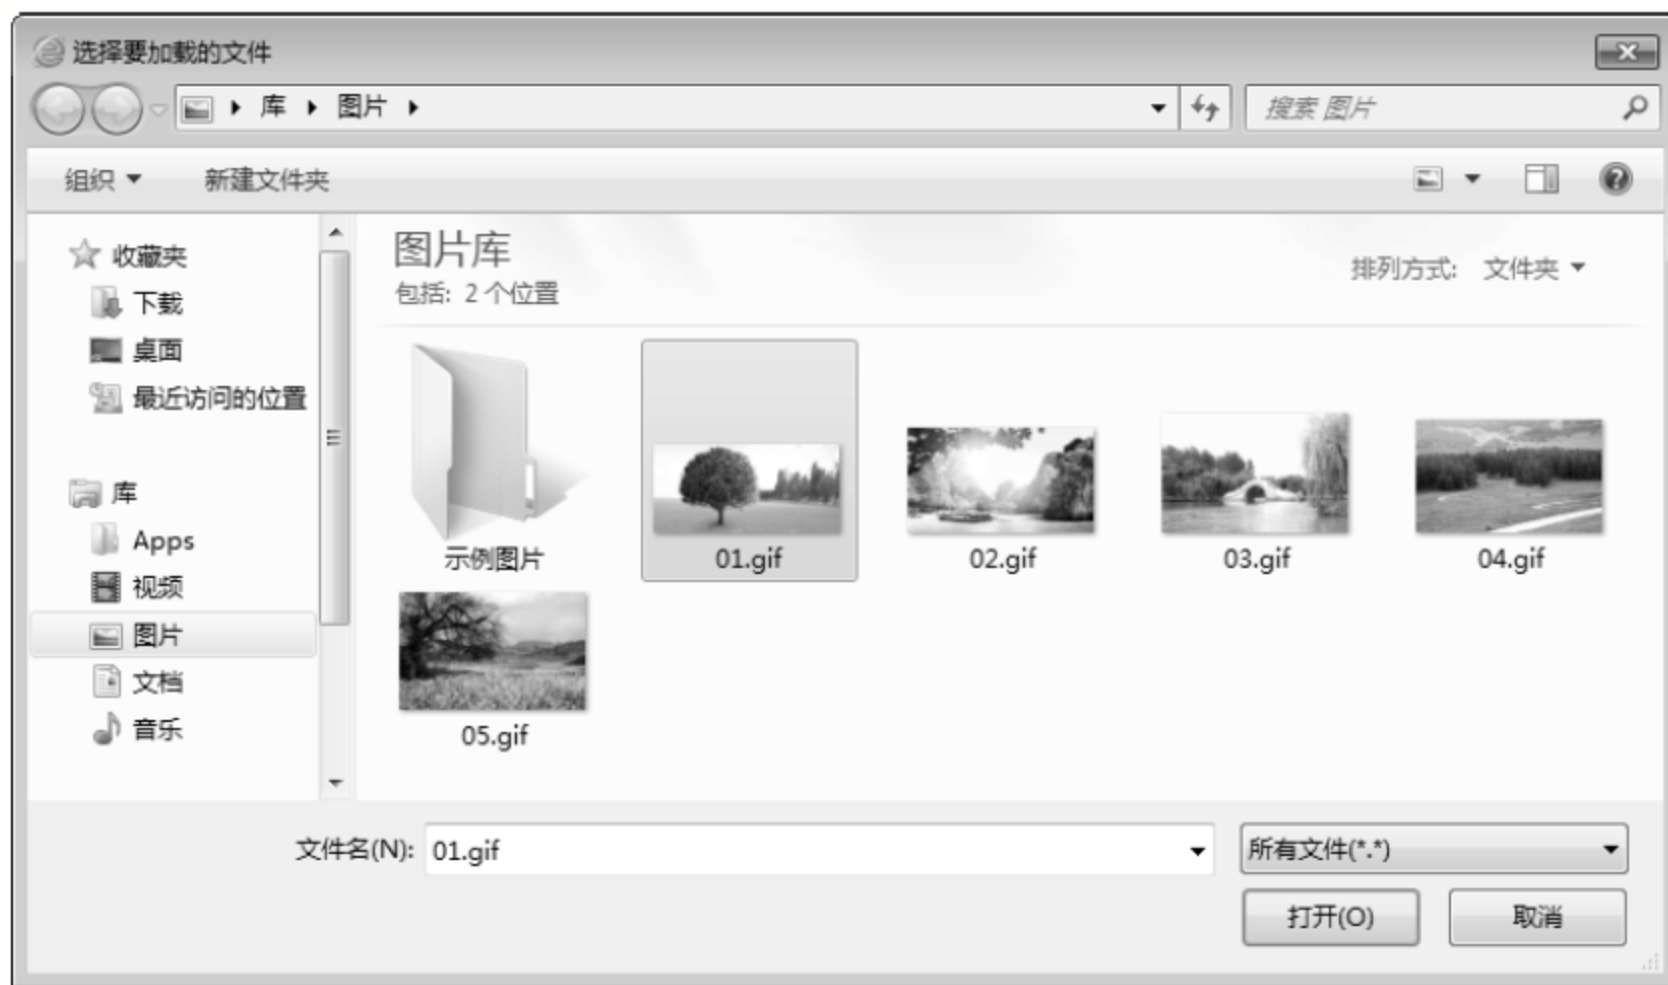 选择要加载的文件
库 图片
搜索 图片
组织 新建文件夹
收藏夹
下载
桌面
最近访问的位置
库
Apps
视频
图片
文档
音乐
图片库
包括: 2 个位置
排列方式: 文件夹
示例图片
01.gif
02.gif
03.gif
04.gif
05.gif
文件名(N): 01.gif
所有文件(*.*)
打开(O) 取消